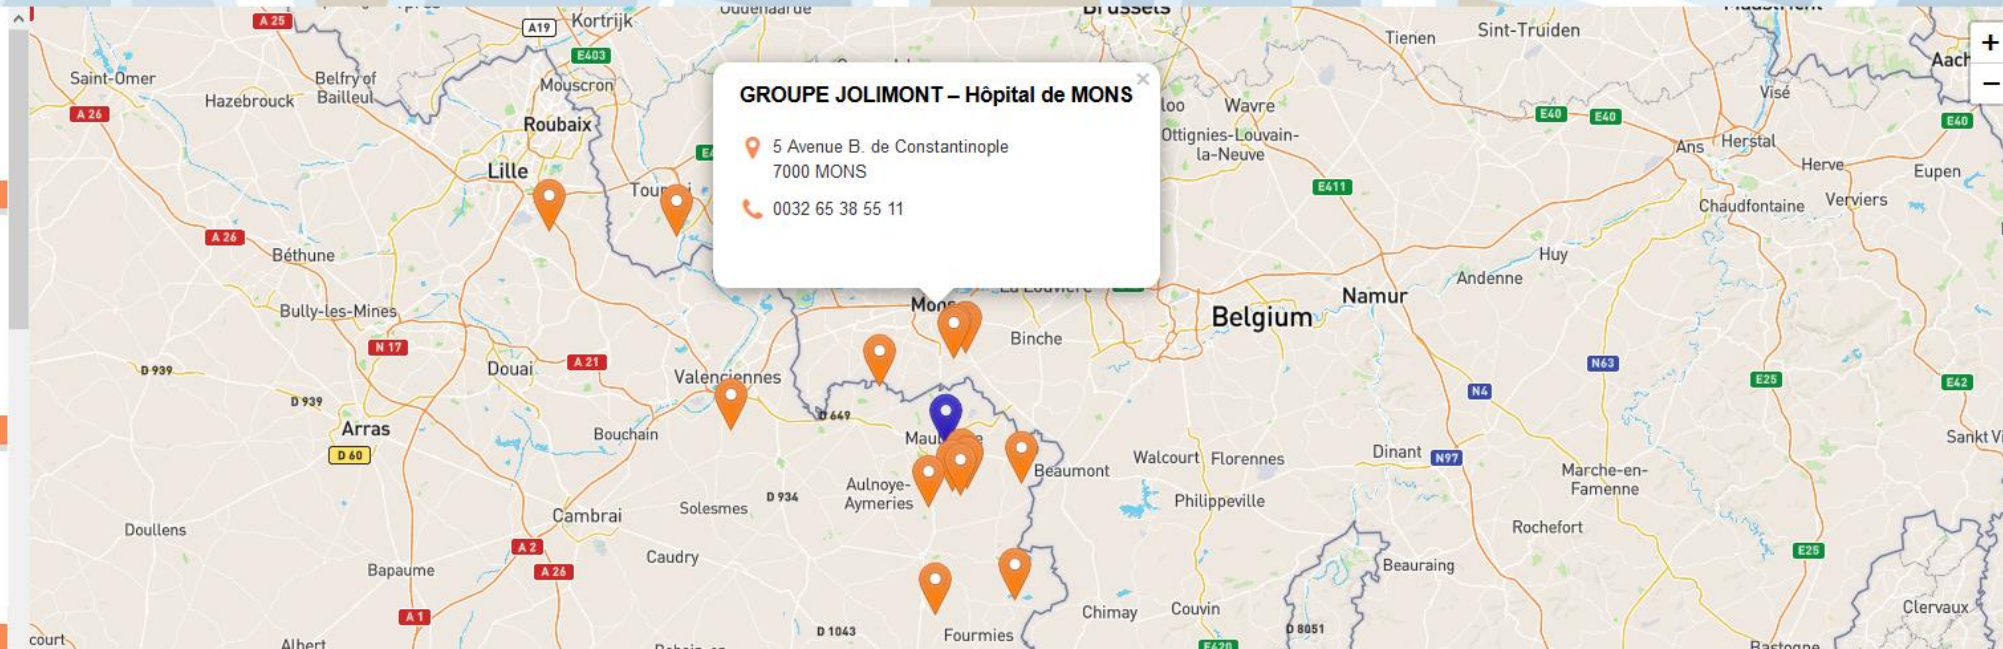 A 25
A19
Kortrijk
Oudenaarde
Brussels
Tienen
Sint-Truiden
Maastricht
E403
Saint-Omer
Belfry of
Bailleul
Hazebrouck
Mouscron
A 26
Roubaix
Lille
GROUPE JOLIMONT – Hôpital de MONS
×
5 Avenue B. de Constantinople
7000 MONS
0032 65 38 55 11
Wavre
Ottignies-Louvain-
la-Neuve
E411
E40
E40
E40
Visé
Ans
Herstal
Herve
Eupen
Chaudfontaine
Verviers
+
−
A 26
Béthune
Huy
Andenne
Namur
Belgium
Bully-les-Mines
N 17
Mons
Binche
Douai
A 21
Valenciennes
D 939
D 939
D 649
N63
N4
E25
E42
Arras
D 60
Bouchain
Beaumont
Walcourt
Florennes
Dinant
N97
Marche-en-
Famenne
Aulnoye-
Aymeries
D 934
Solesmes
Philippeville
Doullens
Cambrai
Rochefort
A 2
Caudry
E25
Bapaume
A 26
Beauraing
A 1
Chimay
Couvin
Clervaux
D 1043
Fourmies
D 8051
court
Albert
E420
Bastogne